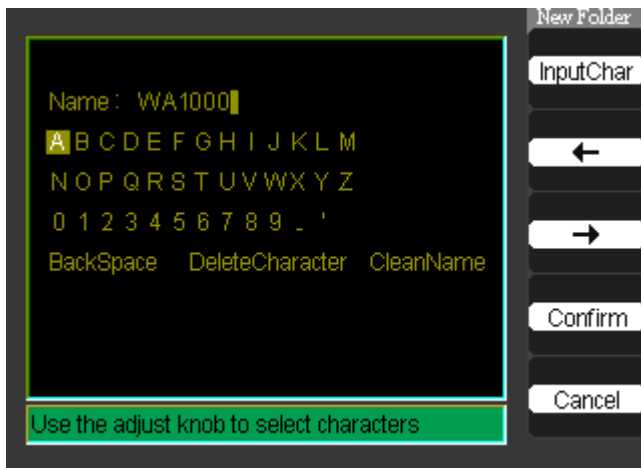 New Folder
InputChar
Name: WA1000
A B C D E F G H I J K L M
N O P Q R S T U V W X Y Z
0 1 2 3 4 5 6 7 8 9 _ '
BackSpace DeleteCharacter CleanName
←
→
Confirm
Cancel
Use the adjust knob to select characters